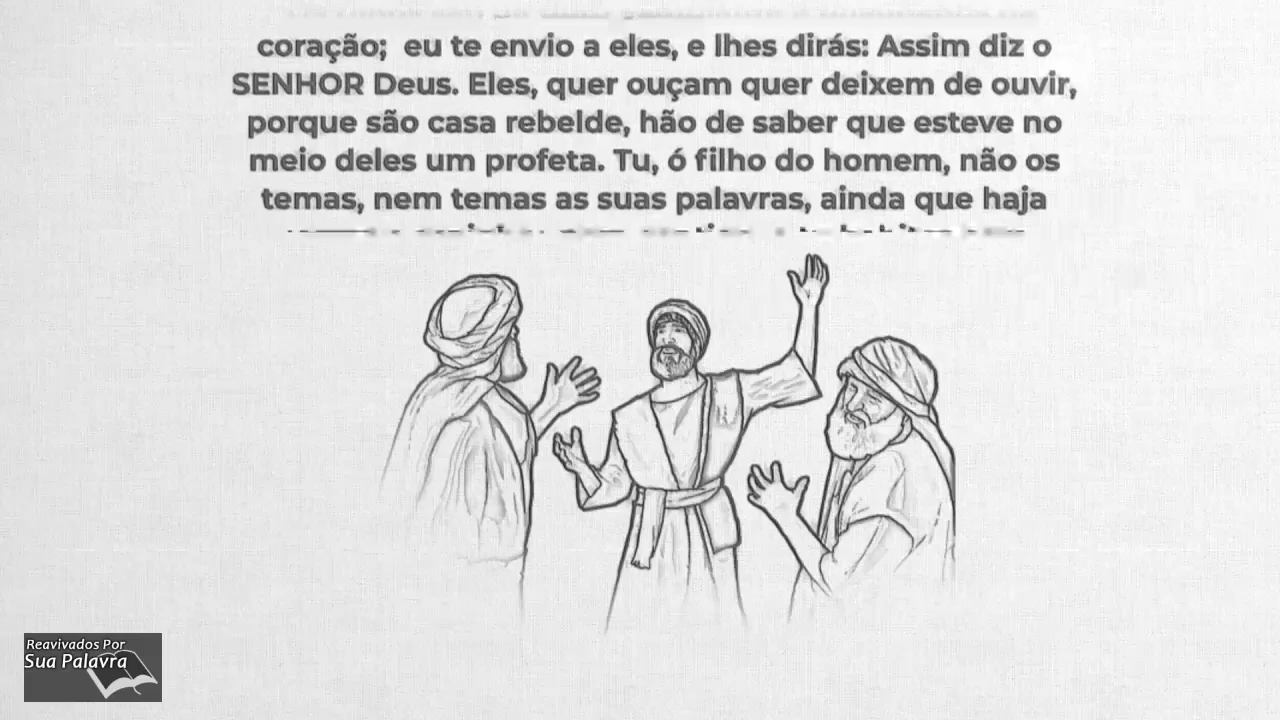 coração; eu te envio a eles, e lhes dirás: Assim diz o
SENHOR Deus. Eles, quer ouçam quer deixem de ouvir,
porque são casa rebelde, hão de saber que esteve no
meio deles um profeta. Tu, ó filho do homem, não os
temas, nem temas as suas palavras, ainda que haja
Reavivados Por
Sua Palavra